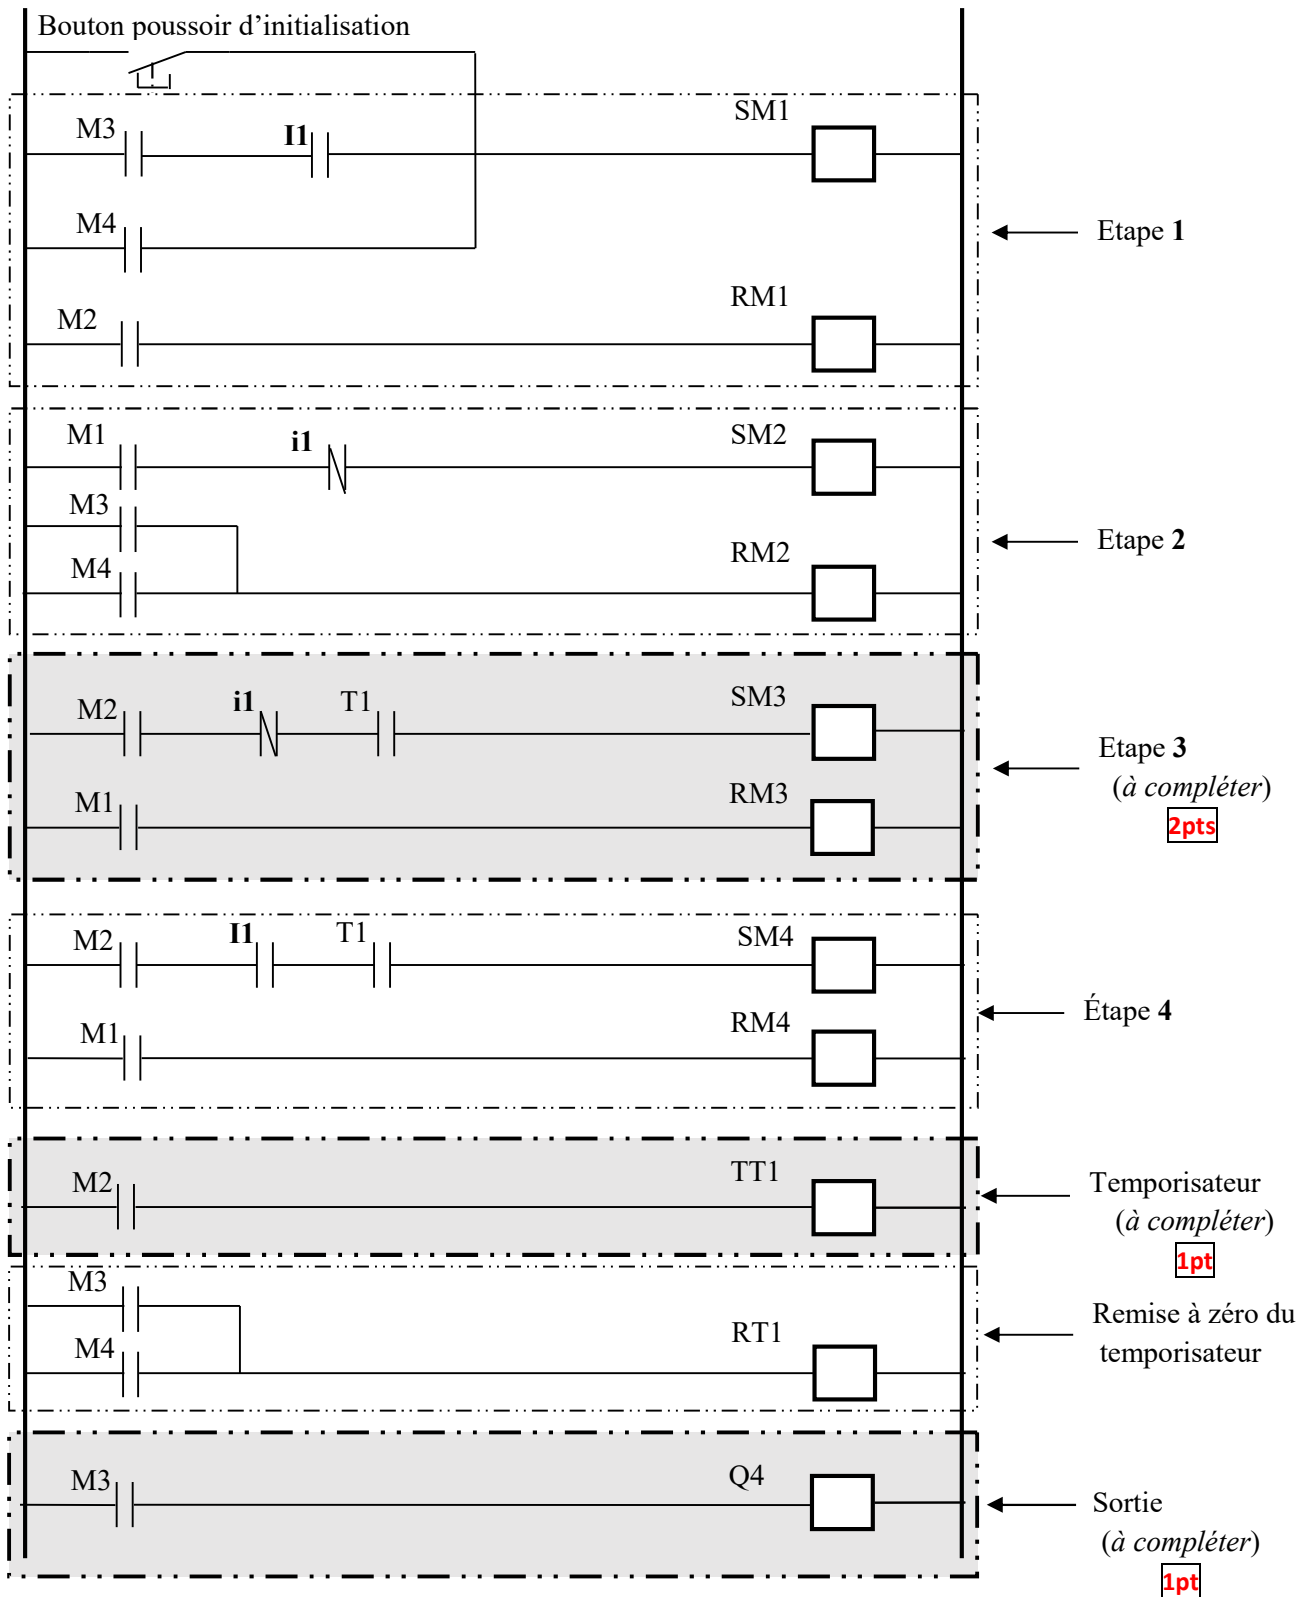 Bouton poussoir d'initialisation
M3 I1 SM1
M4
Etape 1
M2 RM1
M1 i1 SM2
M3
M4 RM2
Etape 2
M2 i1 T1 SM3
M1 RM3
Etape 3
(à compléter)
2pts
M2 I1 T1 SM4
M1 RM4
Étape 4
M2 TT1
Temporisateur
(à compléter)
1pt
M3
M4 RT1
Remise à zéro du
temporisateur
M3 Q4
Sortie
(à compléter)
1pt